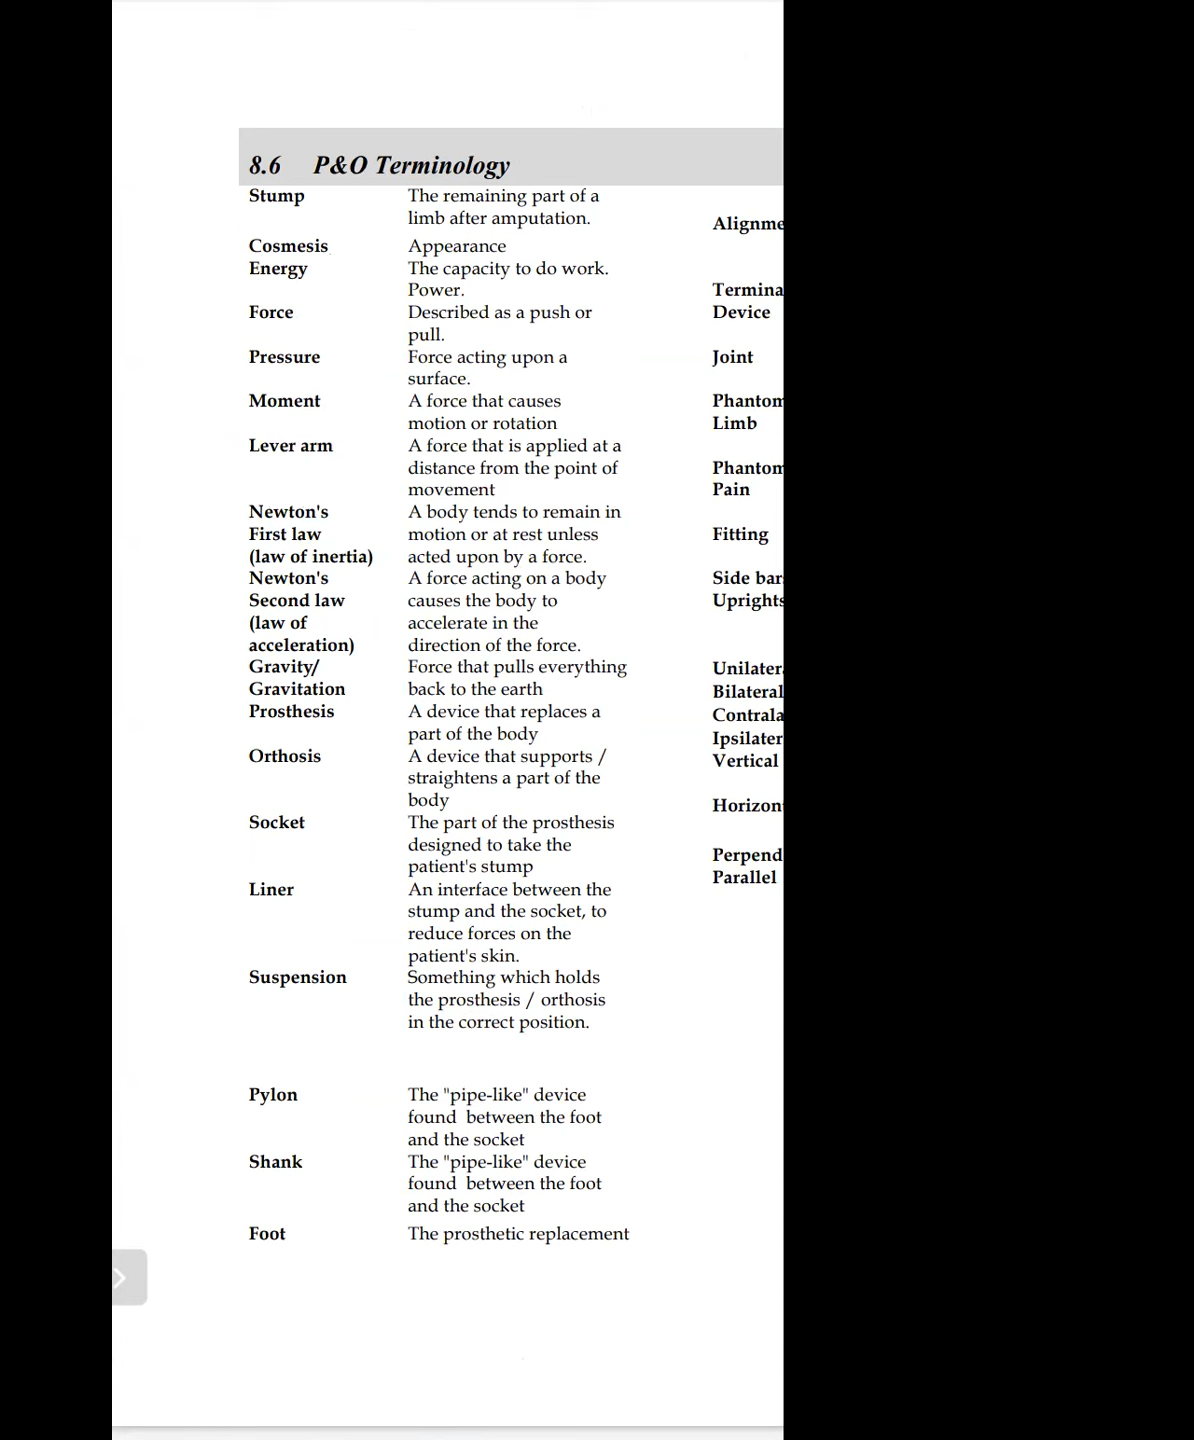 8.6 P&O Terminology
Stump The remaining part of a
limb after amputation.
Cosmesis Appearance
Energy The capacity to do work.
Power.
Force Described as a push or
pull.
Pressure Force acting upon a
surface.
Moment A force that causes
motion or rotation
Lever arm A force that is applied at a
distance from the point of
movement
Newton's A body tends to remain in
First law motion or at rest unless
(law of inertia) acted upon by a force.
Newton's A force acting on a body
Second law causes the body to
(law of accelerate in the
acceleration) direction of the force.
Gravity/ Force that pulls everything
Gravitation back to the earth
Prosthesis A device that replaces a
part of the body
Orthosis A device that supports /
straightens a part of the
body
Socket The part of the prosthesis
designed to take the
patient's stump
Liner An interface between the
stump and the socket, to
reduce forces on the
patient's skin.
Suspension Something which holds
the prosthesis / orthosis
in the correct position.
Pylon The "pipe-like" device
found between the foot
and the socket
Shank The "pipe-like" device
found between the foot
and the socket
Foot The prosthetic replacement
Alignme
Termina
Device
Joint
Phantom
Limb
Phantom
Pain
Fitting
Side bar
Uprights
Unilater
Bilateral
Contrala
Ipsilater
Vertical
Horizon
Perpend
Parallel